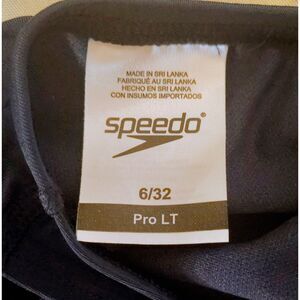 MADE IN SRI LANKA
FABRIQUÉ AU SRI LANKA
HECHO EN SRI LANKA
CON INSUMOS IMPORTADOS
speedo®
6/32
Pro LT